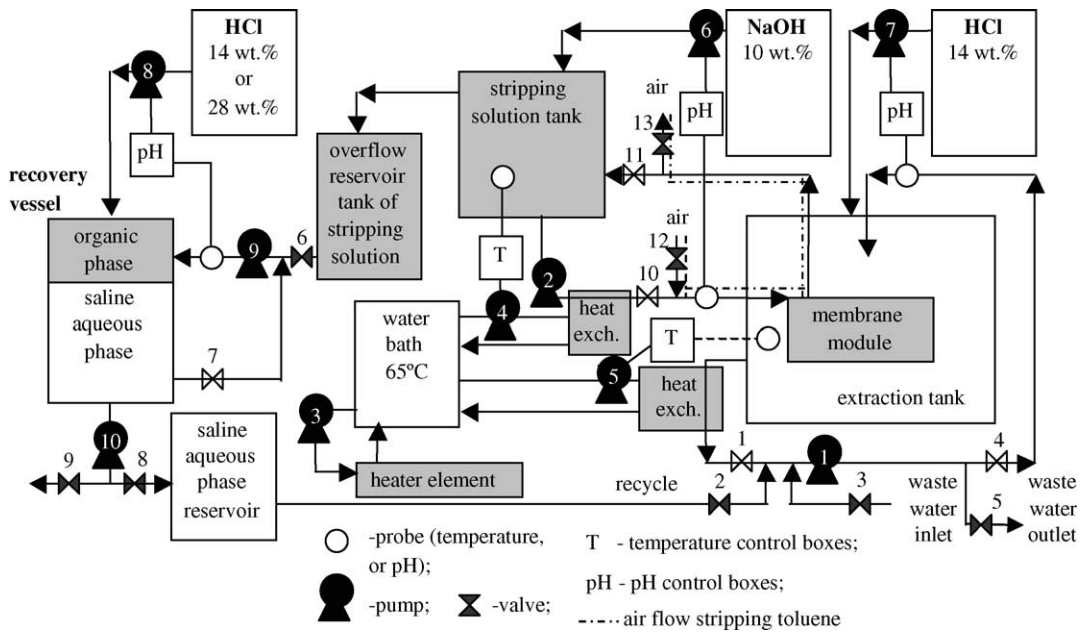 HCl
14 wt.%
or
28 wt.%
8
pH
recovery
vessel
organic
phase
saline
aqueous
phase
9
6
7
10
9
8
saline
aqueous
phase
reservoir
overflow
reservoir
tank of
stripping
solution
stripping
solution tank
T
2
4
water
bath
65ºC
3
heater element
heat
exch.
T
5
heat
exch.
air
13
11
air
12
10
6
NaOH
10 wt.%
pH
7
HCl
14 wt.%
pH
membrane
module
extraction tank
1
1
4
recycle
2
3
waste
water
inlet
5
waste
water
outlet
-probe (temperature,
or pH);
-pump;
-valve;
T - temperature control boxes;
pH - pH control boxes;
air flow stripping toluene